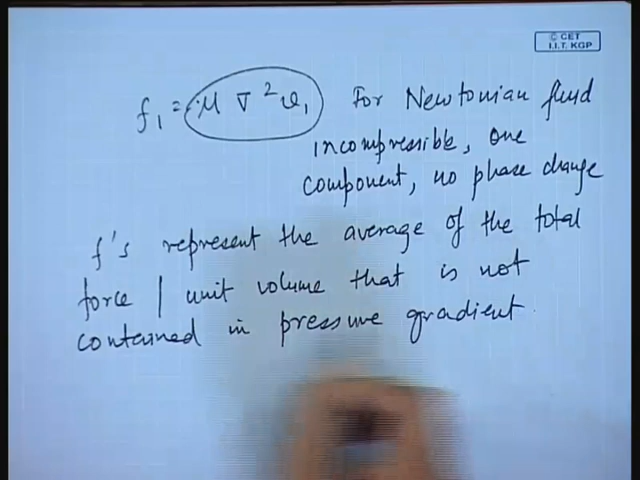 © CET
I.I.T. KGP
f₁ = μ ∇² v₁ For Newtonian fluid
incompressible, one
component, no phase change
f's represent the average of the total
force / unit volume that is not
contained in pressure gradient.